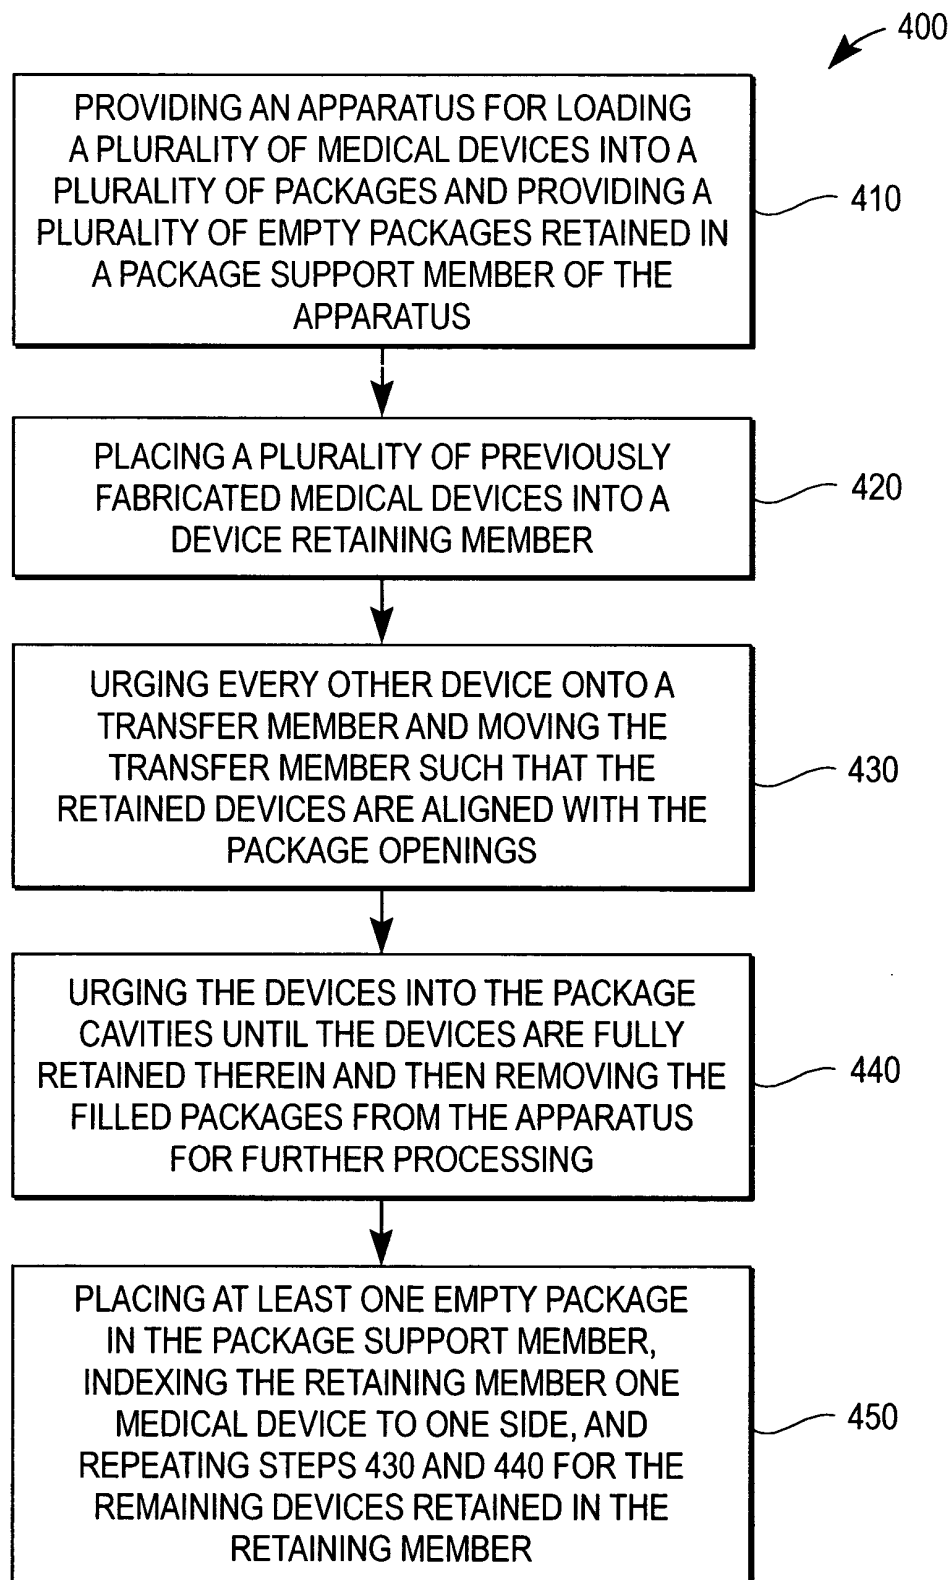 400
PROVIDING AN APPARATUS FOR LOADING
A PLURALITY OF MEDICAL DEVICES INTO A
PLURALITY OF PACKAGES AND PROVIDING A
PLURALITY OF EMPTY PACKAGES RETAINED IN
A PACKAGE SUPPORT MEMBER OF THE
APPARATUS
410
PLACING A PLURALITY OF PREVIOUSLY
FABRICATED MEDICAL DEVICES INTO A
DEVICE RETAINING MEMBER
420
URGING EVERY OTHER DEVICE ONTO A
TRANSFER MEMBER AND MOVING THE
TRANSFER MEMBER SUCH THAT THE
RETAINED DEVICES ARE ALIGNED WITH THE
PACKAGE OPENINGS
430
URGING THE DEVICES INTO THE PACKAGE
CAVITIES UNTIL THE DEVICES ARE FULLY
RETAINED THEREIN AND THEN REMOVING THE
FILLED PACKAGES FROM THE APPARATUS
FOR FURTHER PROCESSING
440
PLACING AT LEAST ONE EMPTY PACKAGE
IN THE PACKAGE SUPPORT MEMBER,
INDEXING THE RETAINING MEMBER ONE
MEDICAL DEVICE TO ONE SIDE, AND
REPEATING STEPS 430 AND 440 FOR THE
REMAINING DEVICES RETAINED IN THE
RETAINING MEMBER
450